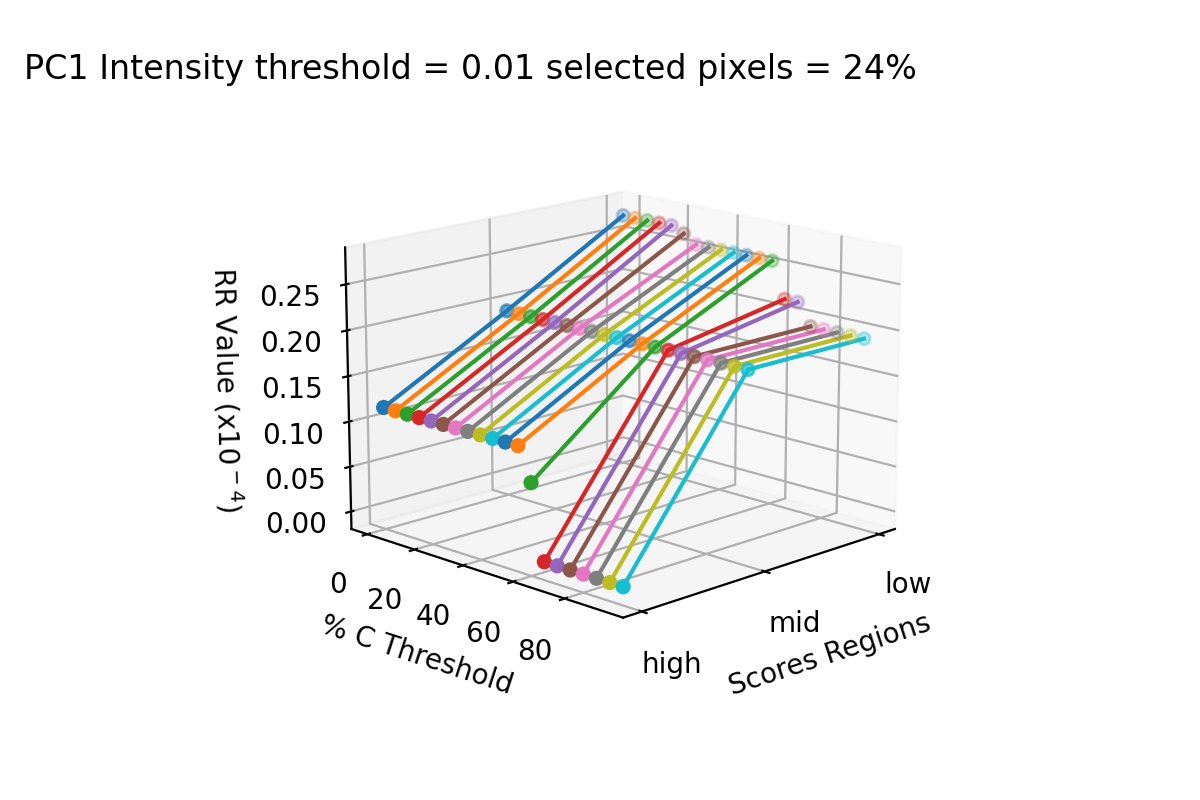 PC1 Intensity threshold = 0.01 selected pixels = 24%
RR Value (x10⁻⁴)
0.25
0.20
0.15
0.10
0.05
0.00
0
20
40
60
80
% C Threshold
low
mid
high
Scores Regions